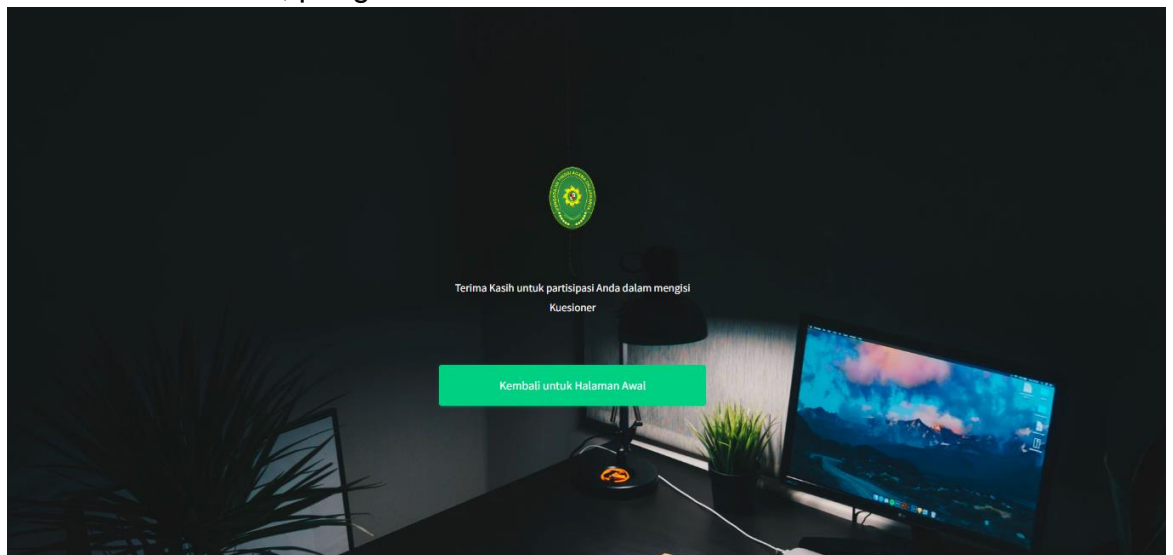 Terima Kasih untuk partisipasi Anda dalam mengisi
Kuesioner
Kembali untuk Halaman Awal